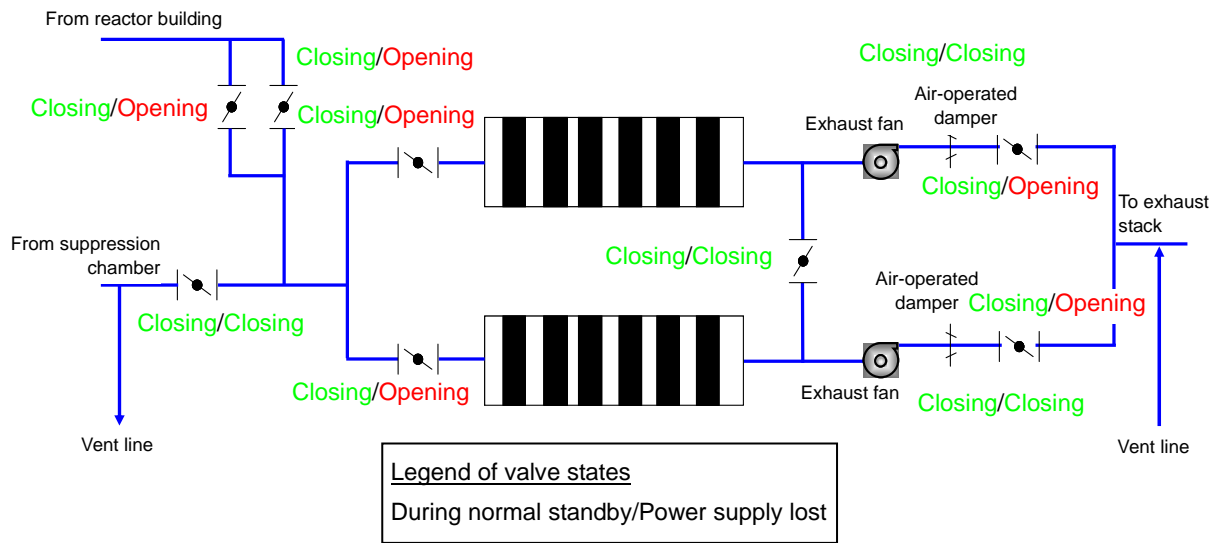 From reactor building
Closing/Opening
Closing/Opening
Closing/Opening
Closing/Closing
Air-operated
damper
Exhaust fan
Closing/Opening
To exhaust
stack
From suppression
chamber
Closing/Closing
Closing/Closing
Air-operated
damper
Closing/Opening
Closing/Opening
Exhaust fan
Closing/Closing
Vent line
Vent line
Legend of valve states
During normal standby/Power supply lost